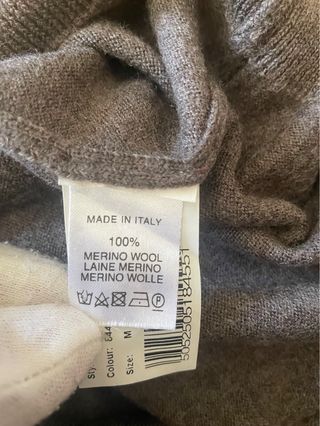 MADE IN ITALY
100%
MERINO WOOL
LAINE MERINO
MERINO WOLLE
Colour:
Size: M
5052505184551